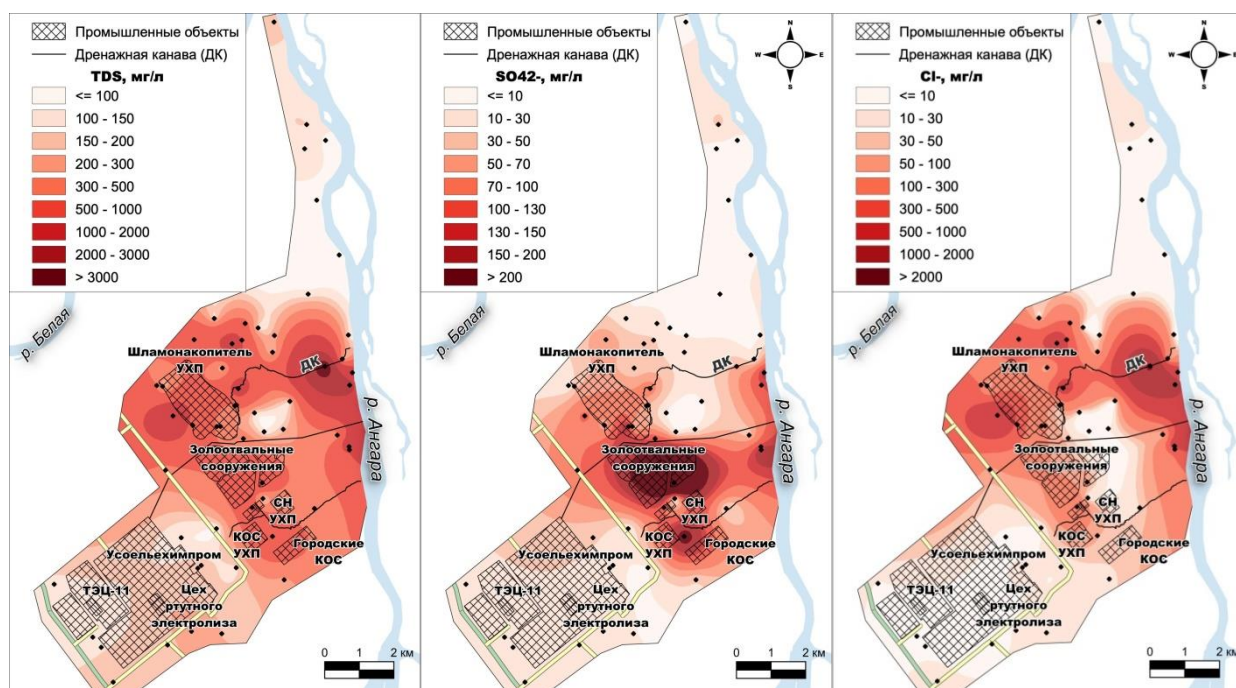 Промышленные объекты
Дренажная канава (ДК)
TDS, мг/л
<= 100
100 - 150
150 - 200
200 - 300
300 - 500
500 - 1000
1000 - 2000
2000 - 3000
> 3000
р. Белая
Шламонакопитель
УХП
ДК
р. Ангара
Золоотвальные
сооружения
СН
УХП
КОС
УХП
Городские
КОС
Усольехимпром
ТЭЦ-11
Цех
ртутного
электролиза
0 1 2 км
Промышленные объекты
Дренажная канава (ДК)
SO42-, мг/л
<= 10
10 - 30
30 - 50
50 - 70
70 - 100
100 - 130
130 - 150
150 - 200
> 200
N
W E
S
р. Белая
Шламонакопитель
УХП
ДК
р. Ангара
Золоотвальные
сооружения
СН
УХП
КОС
УХП
Городские
КОС
Усольехимпром
ТЭЦ-11
Цех
ртутного
электролиза
0 1 2 км
Промышленные объекты
Дренажная канава (ДК)
Cl-, мг/л
<= 10
10 - 30
30 - 50
50 - 100
100 - 300
300 - 500
500 - 1000
1000 - 2000
> 2000
N
W E
S
р. Белая
Шламонакопитель
УХП
ДК
р. Ангара
Золоотвальные
сооружения
СН
УХП
КОС
УХП
Городские
КОС
Усольехимпром
ТЭЦ-11
Цех
ртутного
электролиза
0 1 2 км